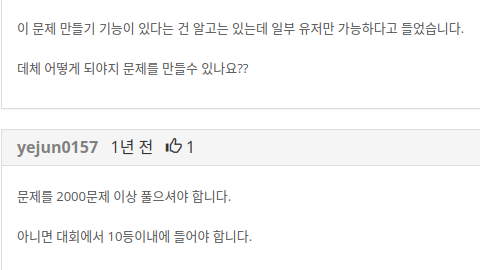 이 문제 만들기 기능이 있다는 건 알고는 있는데 일부 유저만 가능하다고 들었습니다.
데체 어떻게 되야지 문제를 만들수 있나요??
yejun0157 1년 전 1
문제를 2000문제 이상 풀으셔야 합니다.
아니면 대회에서 10등이내에 들어야 합니다.